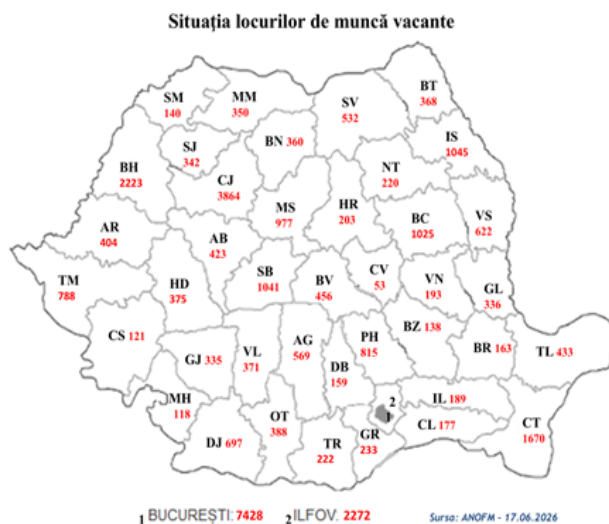 Situația locurilor de muncă vacante
SM
140
MM
350
SV
532
BT
368
IS
1045
BN 360
SJ
342
BH
2223
CJ
3864
NT
220
MS
977
HR
203
BC
1025
VS
622
AR
404
AB
423
TM
788
HD
375
SB
1041
BV
456
CV
53
VN
193
GL
336
CS 121
GJ 335
VL
371
AG
569
DB
159
PH
815
BZ 138
BR 163
TL 433
MH
118
DJ 697
OT
388
TR
222
GR
233
2
1
IL 189
CL 177
CT
1670
1 BUCUREȘTI: 7428 2 ILFOV: 2272
Sursa: ANOFM - 17.06.2026